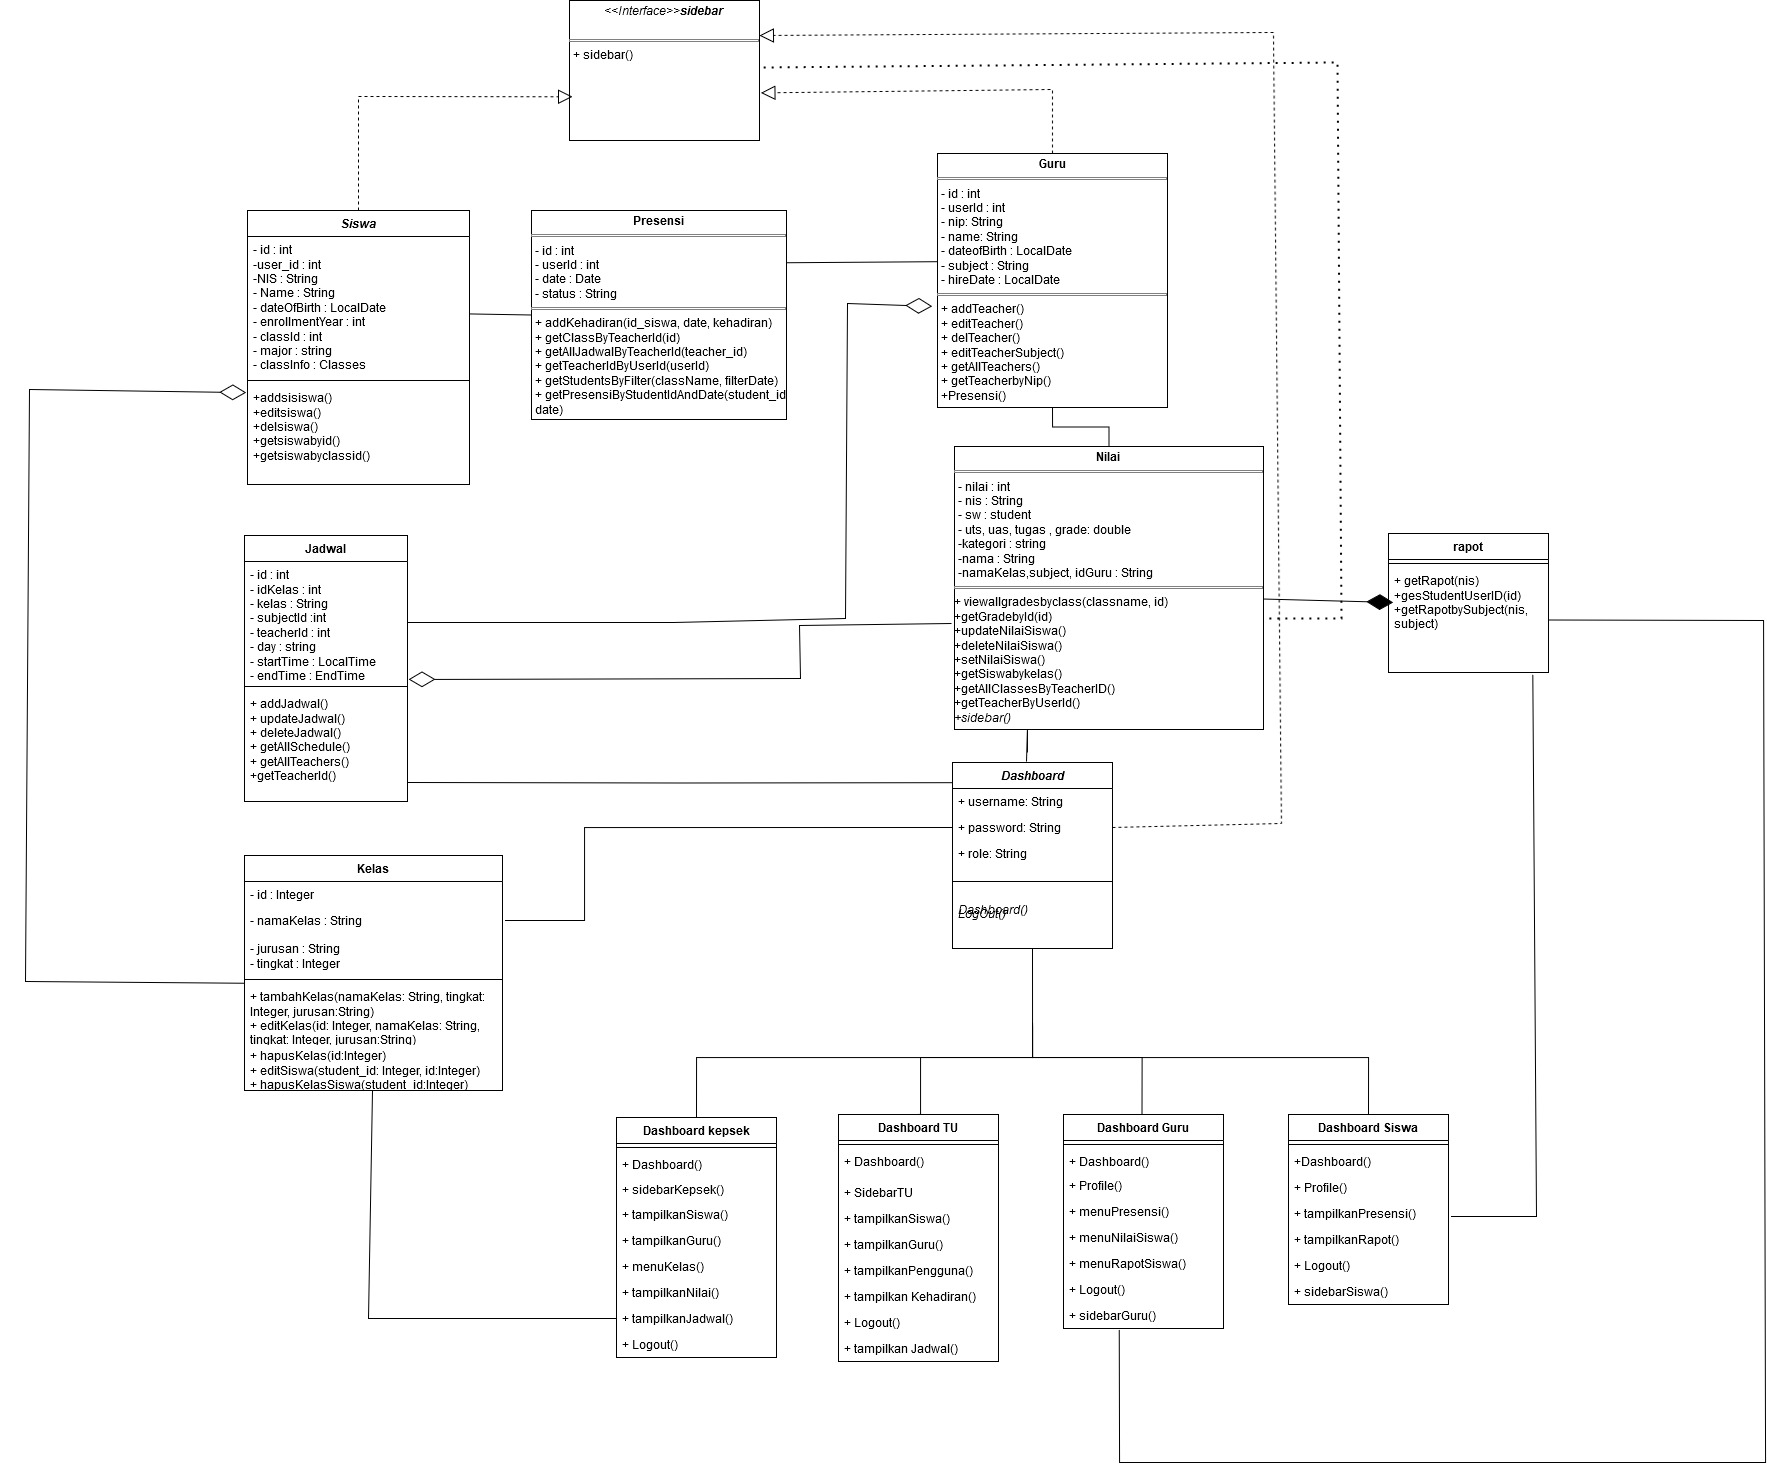 <<Interface>>sidebar
+ sidebar()
Guru
- id : int
- userId : int
- nip: String
- name: String
- dateofBirth : LocalDate
- subject : String
- hireDate : LocalDate
+ addTeacher()
+ editTeacher()
+ delTeacher()
+ editTeacherSubject()
+ getAllTeachers()
+ getTeacherbyNip()
+Presensi()
Siswa
- id : int
-user_id : int
-NIS : String
- Name : String
- dateOfBirth : LocalDate
- enrollmentYear : int
- classId : int
- major : string
- classInfo : Classes
+addsisiswa()
+editsiswa()
+delsiswa()
+getsiswabyid()
+getsiswabyclassid()
Presensi
- id : int
- userId : int
- date : Date
- status : String
+ addKehadiran(id_siswa, date, kehadiran)
+ getClassByTeacherId(id)
+ getAllJadwalByTeacherId(teacher_id)
+ getTeacherIdByUserId(userId)
+ getStudentsByFilter(className, filterDate)
+ getPresensiByStudentIdAndDate(student_id
date)
Nilai
- nilai : int
- nis : String
- sw : student
- uts, uas, tugas , grade: double
-kategori : string
-nama : String
-namaKelas,subject, idGuru : String
+ viewallgradesbyclass(classname, id)
+getGradebyId(id)
+updateNilaiSiswa()
+deleteNilaiSiswa()
+setNilaiSiswa()
+getSiswabykelas()
+getAllClassesByTeacherID()
+getTeacherByUserId()
+sidebar()
rapot
+ getRapot(nis)
+gesStudentUserID(id)
+getRapotbySubject(nis,
subject)
Jadwal
- id : int
- idKelas : int
- kelas : String
- subjectId :int
- teacherId : int
- day : string
- startTime : LocalTime
- endTime : EndTime
+ addJadwal()
+ updateJadwal()
+ deleteJadwal()
+ getAllSchedule()
+ getAllTeachers()
+getTeacherId()
Dashboard
+ username: String
+ password: String
+ role: String
Dashboard()
LogOut()
Kelas
- id : Integer
- namaKelas : String
- jurusan : String
- tingkat : Integer
+ tambahKelas(namaKelas: String, tingkat:
Integer, jurusan:String)
+ editKelas(id: Integer, namaKelas: String,
tingkat: Integer, jurusan:String)
+ hapusKelas(id:Integer)
+ editSiswa(student_id: Integer, id:Integer)
+ hapusKelasSiswa(student_id:Integer)
Dashboard kepsek
+ Dashboard()
+ sidebarKepsek()
+ tampilkanSiswa()
+ tampilkanGuru()
+ menuKelas()
+ tampilkanNilai()
+ tampilkanJadwal()
+ Logout()
Dashboard TU
+ Dashboard()
+ SidebarTU
+ tampilkanSiswa()
+ tampilkanGuru()
+ tampilkanPengguna()
+ tampilkan Kehadiran()
+ Logout()
+ tampilkan Jadwal()
Dashboard Guru
+ Dashboard()
+ Profile()
+ menuPresensi()
+ menuNilaiSiswa()
+ menuRapotSiswa()
+ Logout()
+ sidebarGuru()
Dashboard Siswa
+Dashboard()
+ Profile()
+ tampilkanPresensi()
+ tampilkanRapot()
+ Logout()
+ sidebarSiswa()